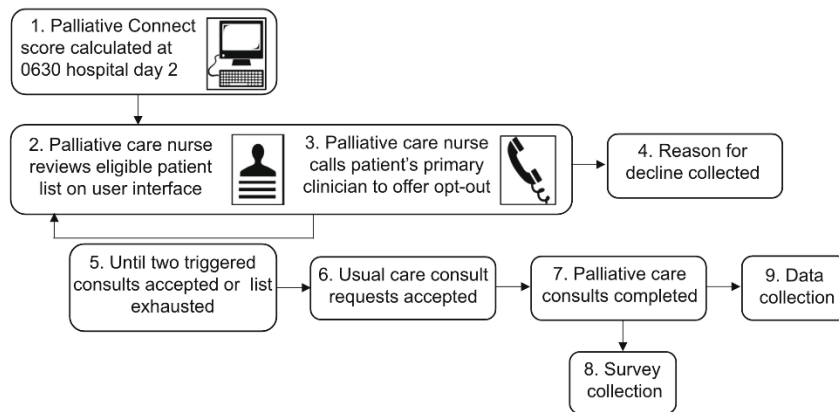 1. Palliative Connect
score calculated at
0630 hospital day 2
2. Palliative care nurse
reviews eligible patient
list on user interface
3. Palliative care nurse
calls patient's primary
clinician to offer opt-out
4. Reason for
decline collected
5. Until two triggered
consults accepted or list
exhausted
6. Usual care consult
requests accepted
7. Palliative care
consults completed
9. Data
collection
8. Survey
collection